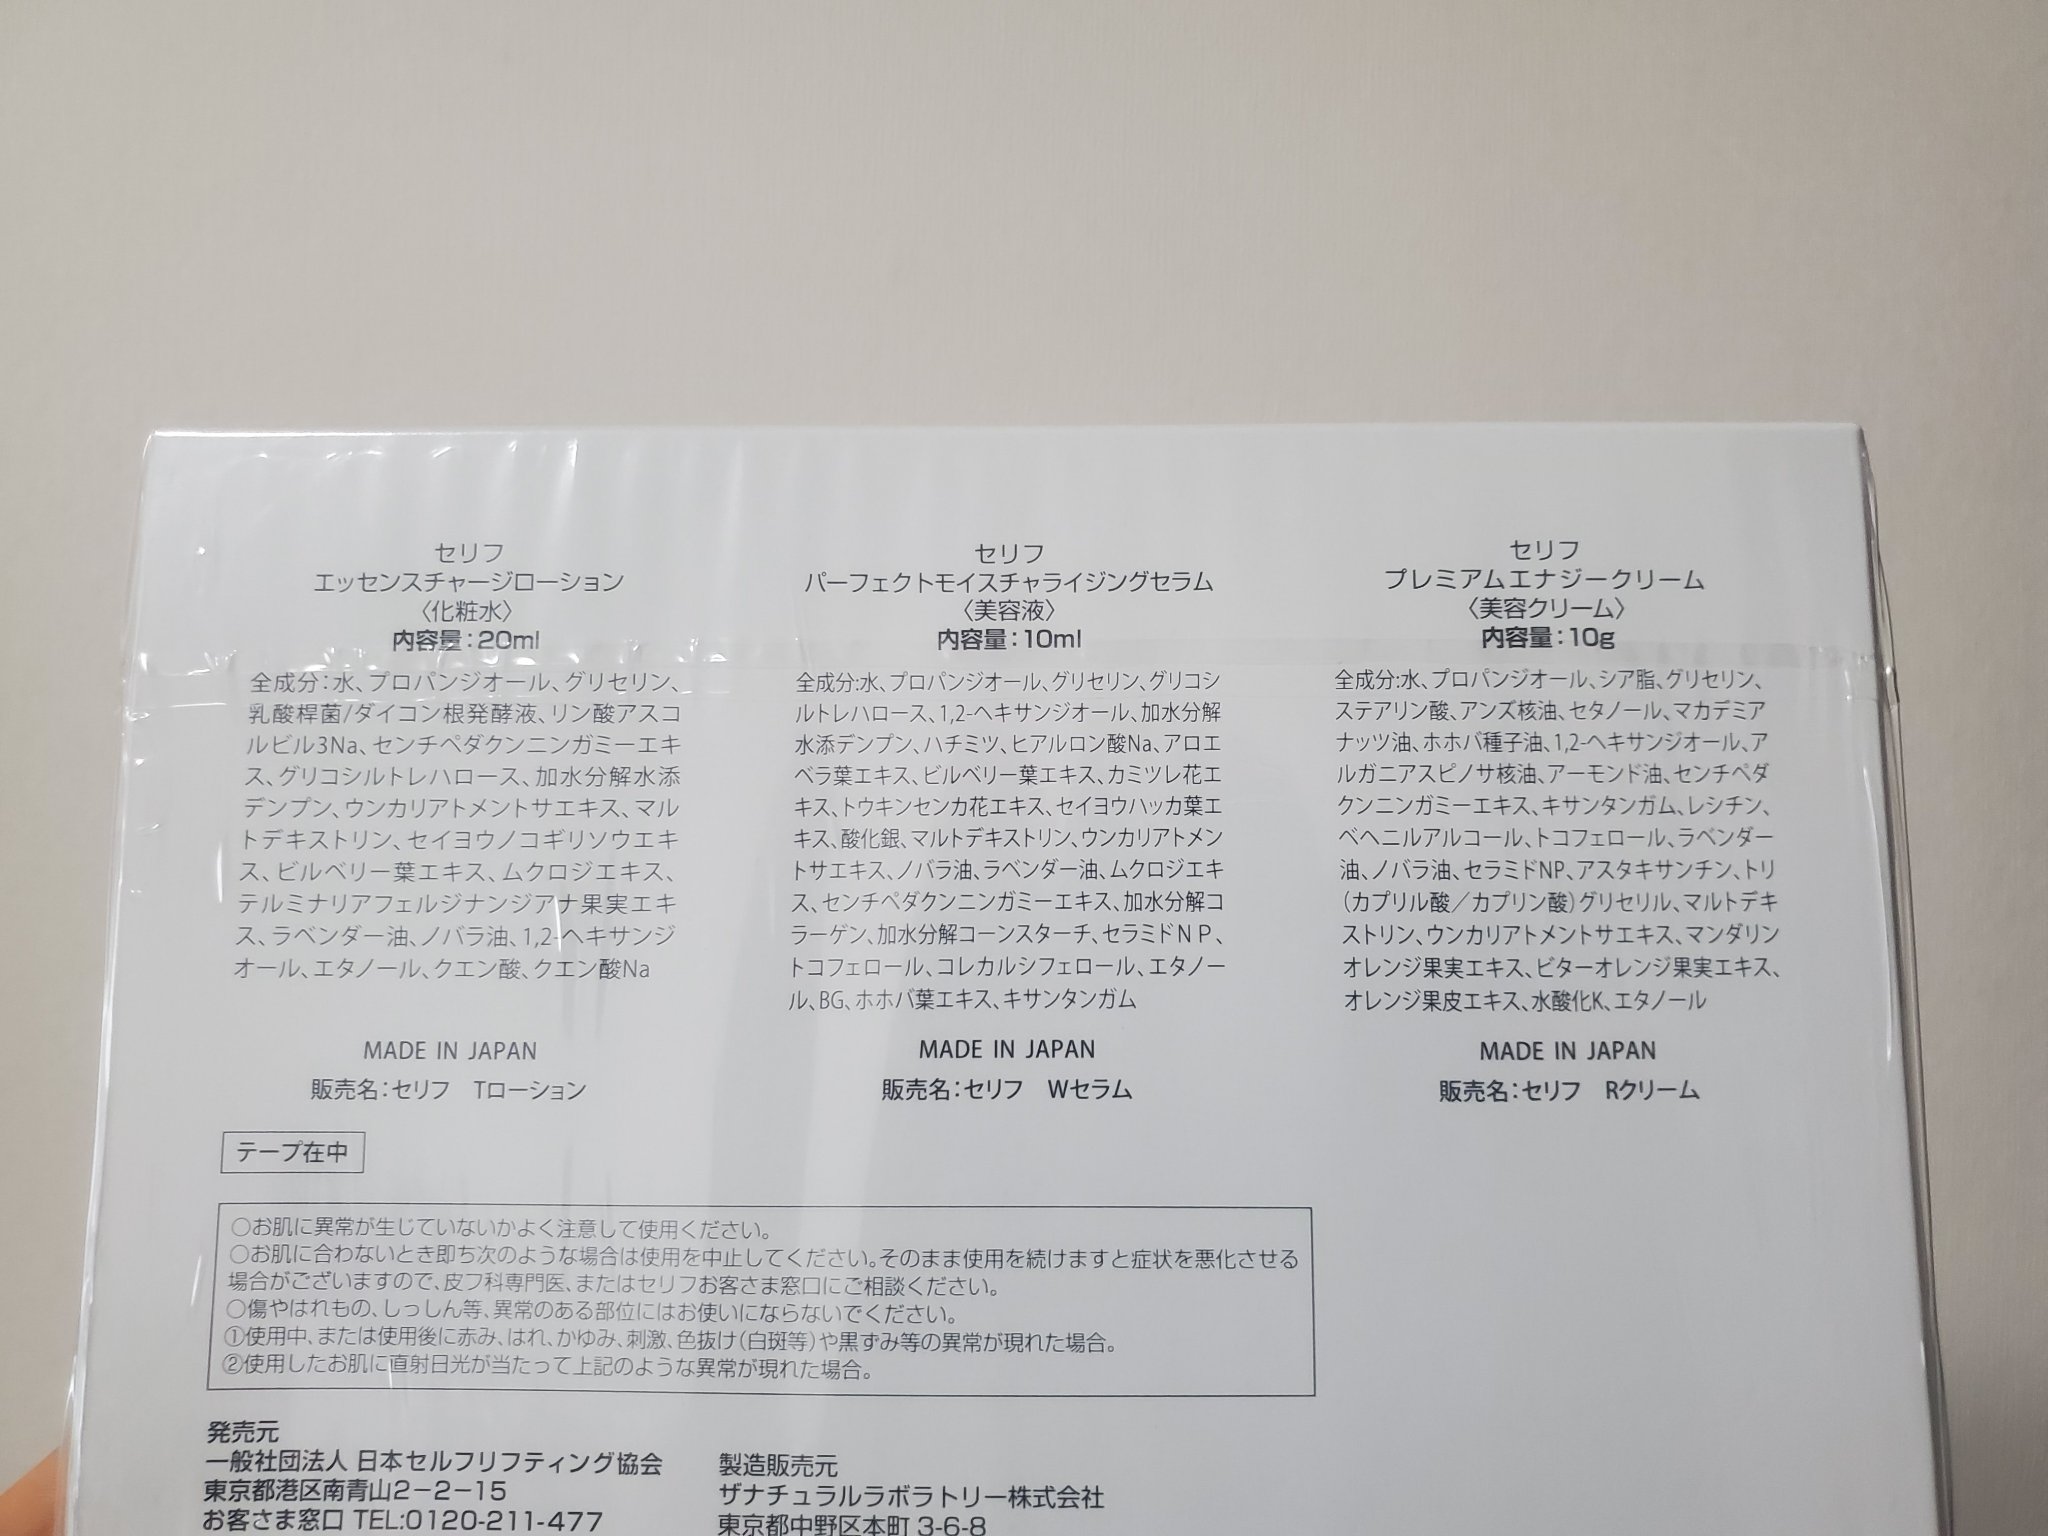 セリフ
エッセンスチャージローション
〈化粧水〉
内容量：20ml
全成分：水、プロパンジオール、グリセリン、
乳酸桿菌/ダイコン根発酵液、リン酸アスコ
ルビル3Na、センチペダクンニンガミーエキ
ス、グリコシルトレハロース、加水分解水添
デンプン、ウンカリアトメントサエキス、マル
トデキストリン、セイヨウノコギリソウエキ
ス、ビルベリー葉エキス、ムクロジエキス、
テルミナリアフェルジナンジアナ果実エキ
ス、ラベンダー油、ノバラ油、1,2-ヘキサンジ
オール、エタノール、クエン酸、クエン酸Na
MADE IN JAPAN
販売名：セリフ　Tローション
セリフ
パーフェクトモイスチャライジングセラム
〈美容液〉
内容量：10ml
全成分:水、プロパンジオール、グリセリン、グリコシ
ルトレハロース、1,2-ヘキサンジオール、加水分解
水添デンプン、ハチミツ、ヒアルロン酸Na、アロエ
ベラ葉エキス、ビルベリー葉エキス、カミツレ花エ
キス、トウキンセンカ花エキス、セイヨウハッカ葉エ
キス、酸化銀、マルトデキストリン、ウンカリアトメン
トサエキス、ノバラ油、ラベンダー油、ムクロジエキ
ス、センチペダクンニンガミーエキス、加水分解コ
ラーゲン、加水分解コーンスターチ、セラミドＮＰ、
トコフェロール、コレカルシフェロール、エタノー
ル、BG、ホホバ葉エキス、キサンタンガム
MADE IN JAPAN
販売名：セリフ　Wセラム
セリフ
プレミアムエナジークリーム
〈美容クリーム〉
内容量：10g
全成分:水、プロパンジオール、シア脂、グリセリン、
ステアリン酸、アンズ核油、セタノール、マカデミア
ナッツ油、ホホバ種子油、1,2-ヘキサンジオール、ア
ルガニアスピノサ核油、アーモンド油、センチペダ
クンニンガミーエキス、キサンタンガム、レシチン、
ベヘニルアルコール、トコフェロール、ラベンダー
油、ノバラ油、セラミドNP、アスタキサンチン、トリ
（カプリル酸／カプリン酸）グリセリル、マルトデキ
ストリン、ウンカリアトメントサエキス、マンダリン
オレンジ果実エキス、ビターオレンジ果実エキス、
オレンジ果皮エキス、水酸化K、エタノール
MADE IN JAPAN
販売名：セリフ　Rクリーム
テープ在中
○お肌に異常が生じていないかよく注意して使用ください。
○お肌に合わないとき即ち次のような場合は使用を中止してください。そのまま使用を続けますと症状を悪化させる
場合がございますので、皮フ科専門医、またはセリフお客さま窓口にご相談ください。
○傷やはれもの、しっしん等、異常のある部位にはお使いにならないでください。
①使用中、または使用後に赤み、はれ、かゆみ、刺激、色抜け（白斑等）や黒ずみ等の異常が現れた場合。
②使用したお肌に直射日光が当たって上記のような異常が現れた場合。
発売元
一般社団法人 日本セルフリフティング協会
東京都港区南青山2－2－15
お客さま窓口 TEL:0120-211-477
製造販売元
ザナチュラルラボラトリー株式会社
東京都中野区本町 3-6-8